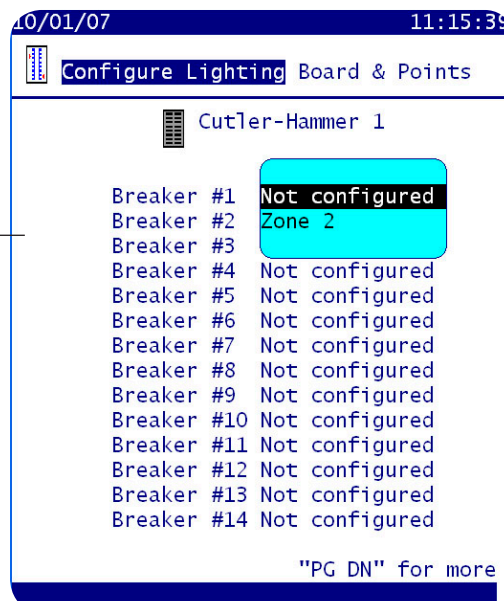 10/01/07 11:15:39
Configure Lighting Board & Points
Cutler-Hammer 1
Breaker #1 Not configured
Breaker #2 Zone 2
Breaker #3
Breaker #4 Not configured
Breaker #5 Not configured
Breaker #6 Not configured
Breaker #7 Not configured
Breaker #8 Not configured
Breaker #9 Not configured
Breaker #10 Not configured
Breaker #11 Not configured
Breaker #12 Not configured
Breaker #13 Not configured
Breaker #14 Not configured
"PG DN" for more